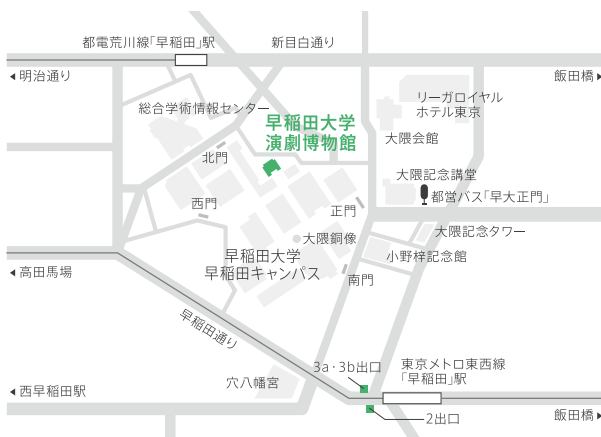 都電荒川線「早稲田」駅
新目白通り
明治通り
飯田橋
リーガロイヤル
ホテル東京
総合学術情報センター
早稲田大学
演劇博物館
大隈会館
北門
大隈記念講堂
都営バス「早大正門」
西門
正門
大隈記念タワー
大隈銅像
早稲田大学
早稲田キャンパス
小野梓記念館
高田馬場
南門
早稲田通り
3a・3b出口
東京メトロ東西線
「早稲田」駅
穴八幡宮
西早稲田駅
2出口
飯田橋